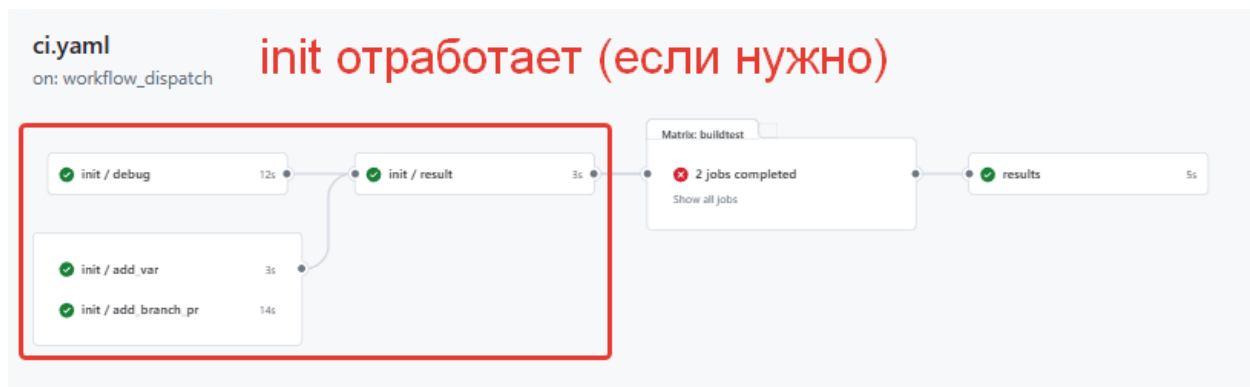 ci.yaml
on: workflow_dispatch
init отработает (если нужно)
init / debug 12s
init / add_var 3s
init / add_branch_pr 14s
init / result 3s
Matrix: buildtest
2 jobs completed
Show all jobs
results 5s